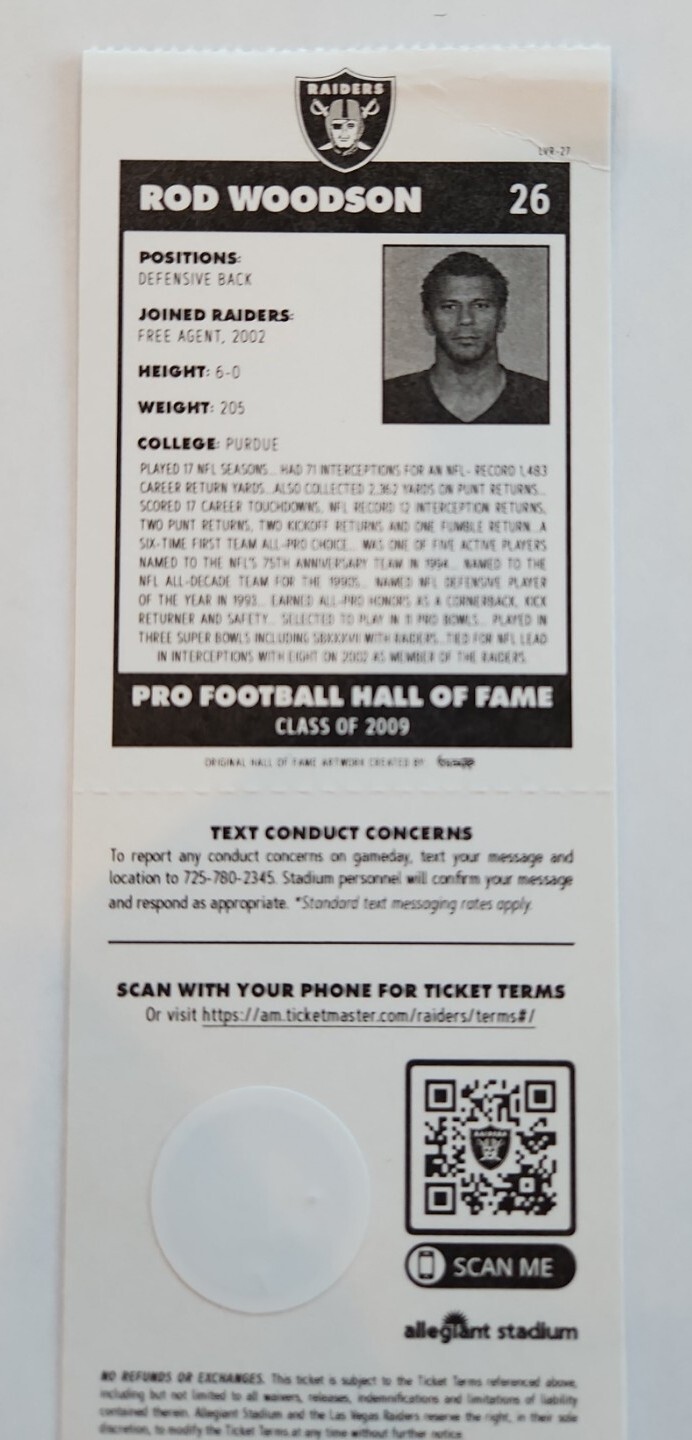 RAIDERS
LVR-27
ROD WOODSON 26
POSITIONS:
DEFENSIVE BACK
JOINED RAIDERS:
FREE AGENT, 2002
HEIGHT: 6-0
WEIGHT: 205
COLLEGE: PURDUE
PLAYED 17 NFL SEASONS... HAD 71 INTERCEPTIONS FOR AN NFL- RECORD 1,483
CAREER RETURN YARDS...ALSO COLLECTED 2,362 YARDS ON PUNT RETURNS...
SCORED 17 CAREER TOUCHDOWNS, NFL RECORD 12 INTERCEPTION RETURNS,
TWO PUNT RETURNS, TWO KICKOFF RETURNS AND ONE FUMBLE RETURN...A
SIX-TIME FIRST TEAM ALL-PRO CHOICE... WAS ONE OF FIVE ACTIVE PLAYERS
NAMED TO THE NFL'S 75TH ANNIVERSARY TEAM IN 1994... NAMED TO THE
NFL ALL-DECADE TEAM FOR THE 1990S... NAMED NFL DEFENSIVE PLAYER
OF THE YEAR IN 1993... EARNED ALL-PRO HONORS AS A CORNERBACK, KICK
RETURNER AND SAFETY... SELECTED TO PLAY IN 11 PRO BOWLS... PLAYED IN
THREE SUPER BOWLS INCLUDING SBXXXVII WITH RAIDERS...TIED FOR NFL LEAD
IN INTERCEPTIONS WITH EIGHT ON 2002 AS MEMBER OF THE RAIDERS.
PRO FOOTBALL HALL OF FAME
CLASS OF 2009
ORIGINAL HALL OF FAME ARTWORK CREATED BY
TEXT CONDUCT CONCERNS
To report any conduct concerns on gameday, text your message and
location to 725-780-2345. Stadium personnel will confirm your message
and respond as appropriate. *Standard text messaging rates apply.
SCAN WITH YOUR PHONE FOR TICKET TERMS
Or visit https://am.ticketmaster.com/raiders/terms#/
RAIDERS
SCAN ME
allegiant stadium
NO REFUNDS OR EXCHANGES. This ticket is subject to the Ticket Terms referenced above,
including but not limited to all waivers, releases, indemnifications and limitations of liability
contained therein. Allegiant Stadium and the Las Vegas Raiders reserve the right, in their sole
discretion, to modify the Ticket Terms at any time without further notice.